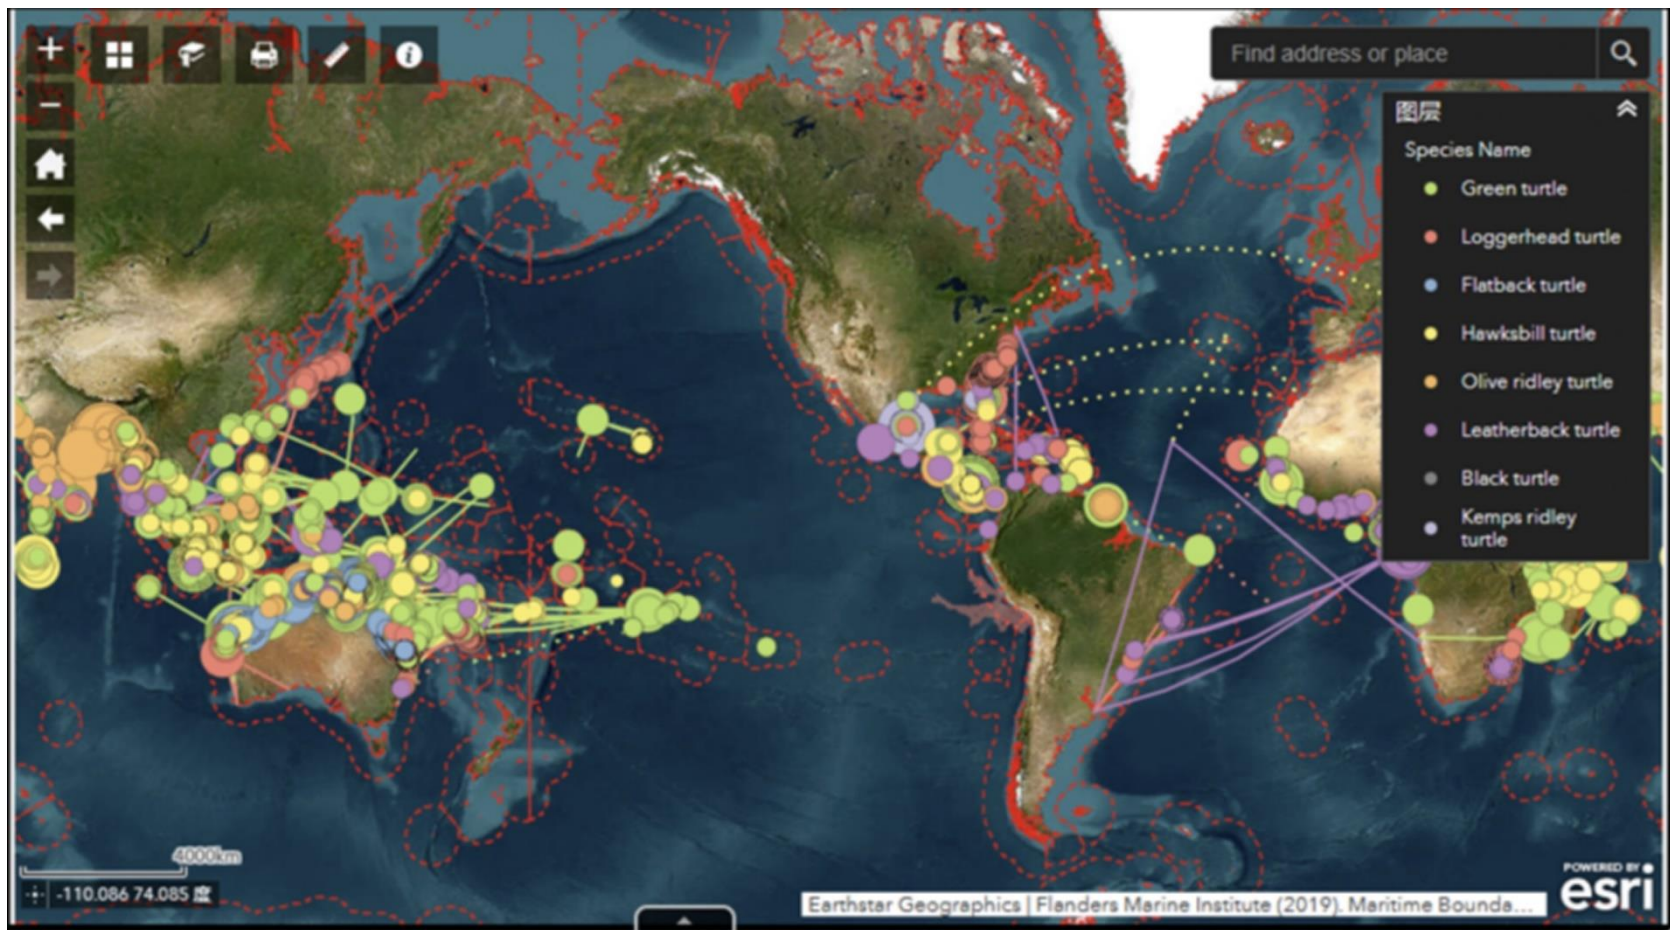 Find address or place
图层
Species Name
Green turtle
Loggerhead turtle
Flatback turtle
Hawksbill turtle
Olive ridley turtle
Leatherback turtle
Black turtle
Kemps ridley
turtle
4000km
-110.086 74.085 度
POWERED BY
esri
Earthstar Geographics | Flanders Marine Institute (2019). Maritime Bounda...